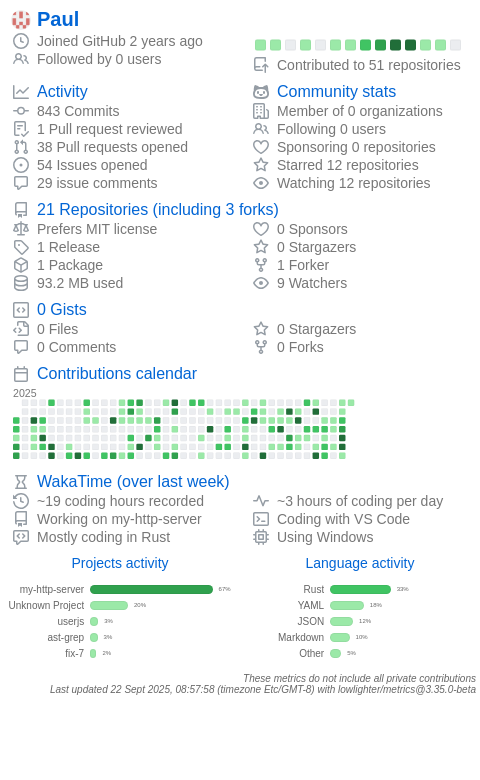 Paul
Joined GitHub 2 years ago
Followed by 0 users
Contributed to 51 repositories
Activity
843 Commits
1 Pull request reviewed
38 Pull requests opened
54 Issues opened
29 issue comments
Community stats
Member of 0 organizations
Following 0 users
Sponsoring 0 repositories
Starred 12 repositories
Watching 12 repositories
21 Repositories (including 3 forks)
Prefers MIT license
1 Release
1 Package
93.2 MB used
0 Sponsors
0 Stargazers
1 Forker
9 Watchers
0 Gists
0 Files
0 Comments
0 Stargazers
0 Forks
Contributions calendar
2025
WakaTime (over last week)
~19 coding hours recorded
Working on my-http-server
Mostly coding in Rust
~3 hours of coding per day
Coding with VS Code
Using Windows
Projects activity
my-http-server 67%
Unknown Project 20%
userjs 3%
ast-grep 3%
fix-7 2%
Language activity
Rust 33%
YAML 18%
JSON 12%
Markdown 10%
Other 5%
These metrics do not include all private contributions
Last updated 22 Sept 2025, 08:57:58 (timezone Etc/GMT-8) with lowlighter/metrics@3.35.0-beta